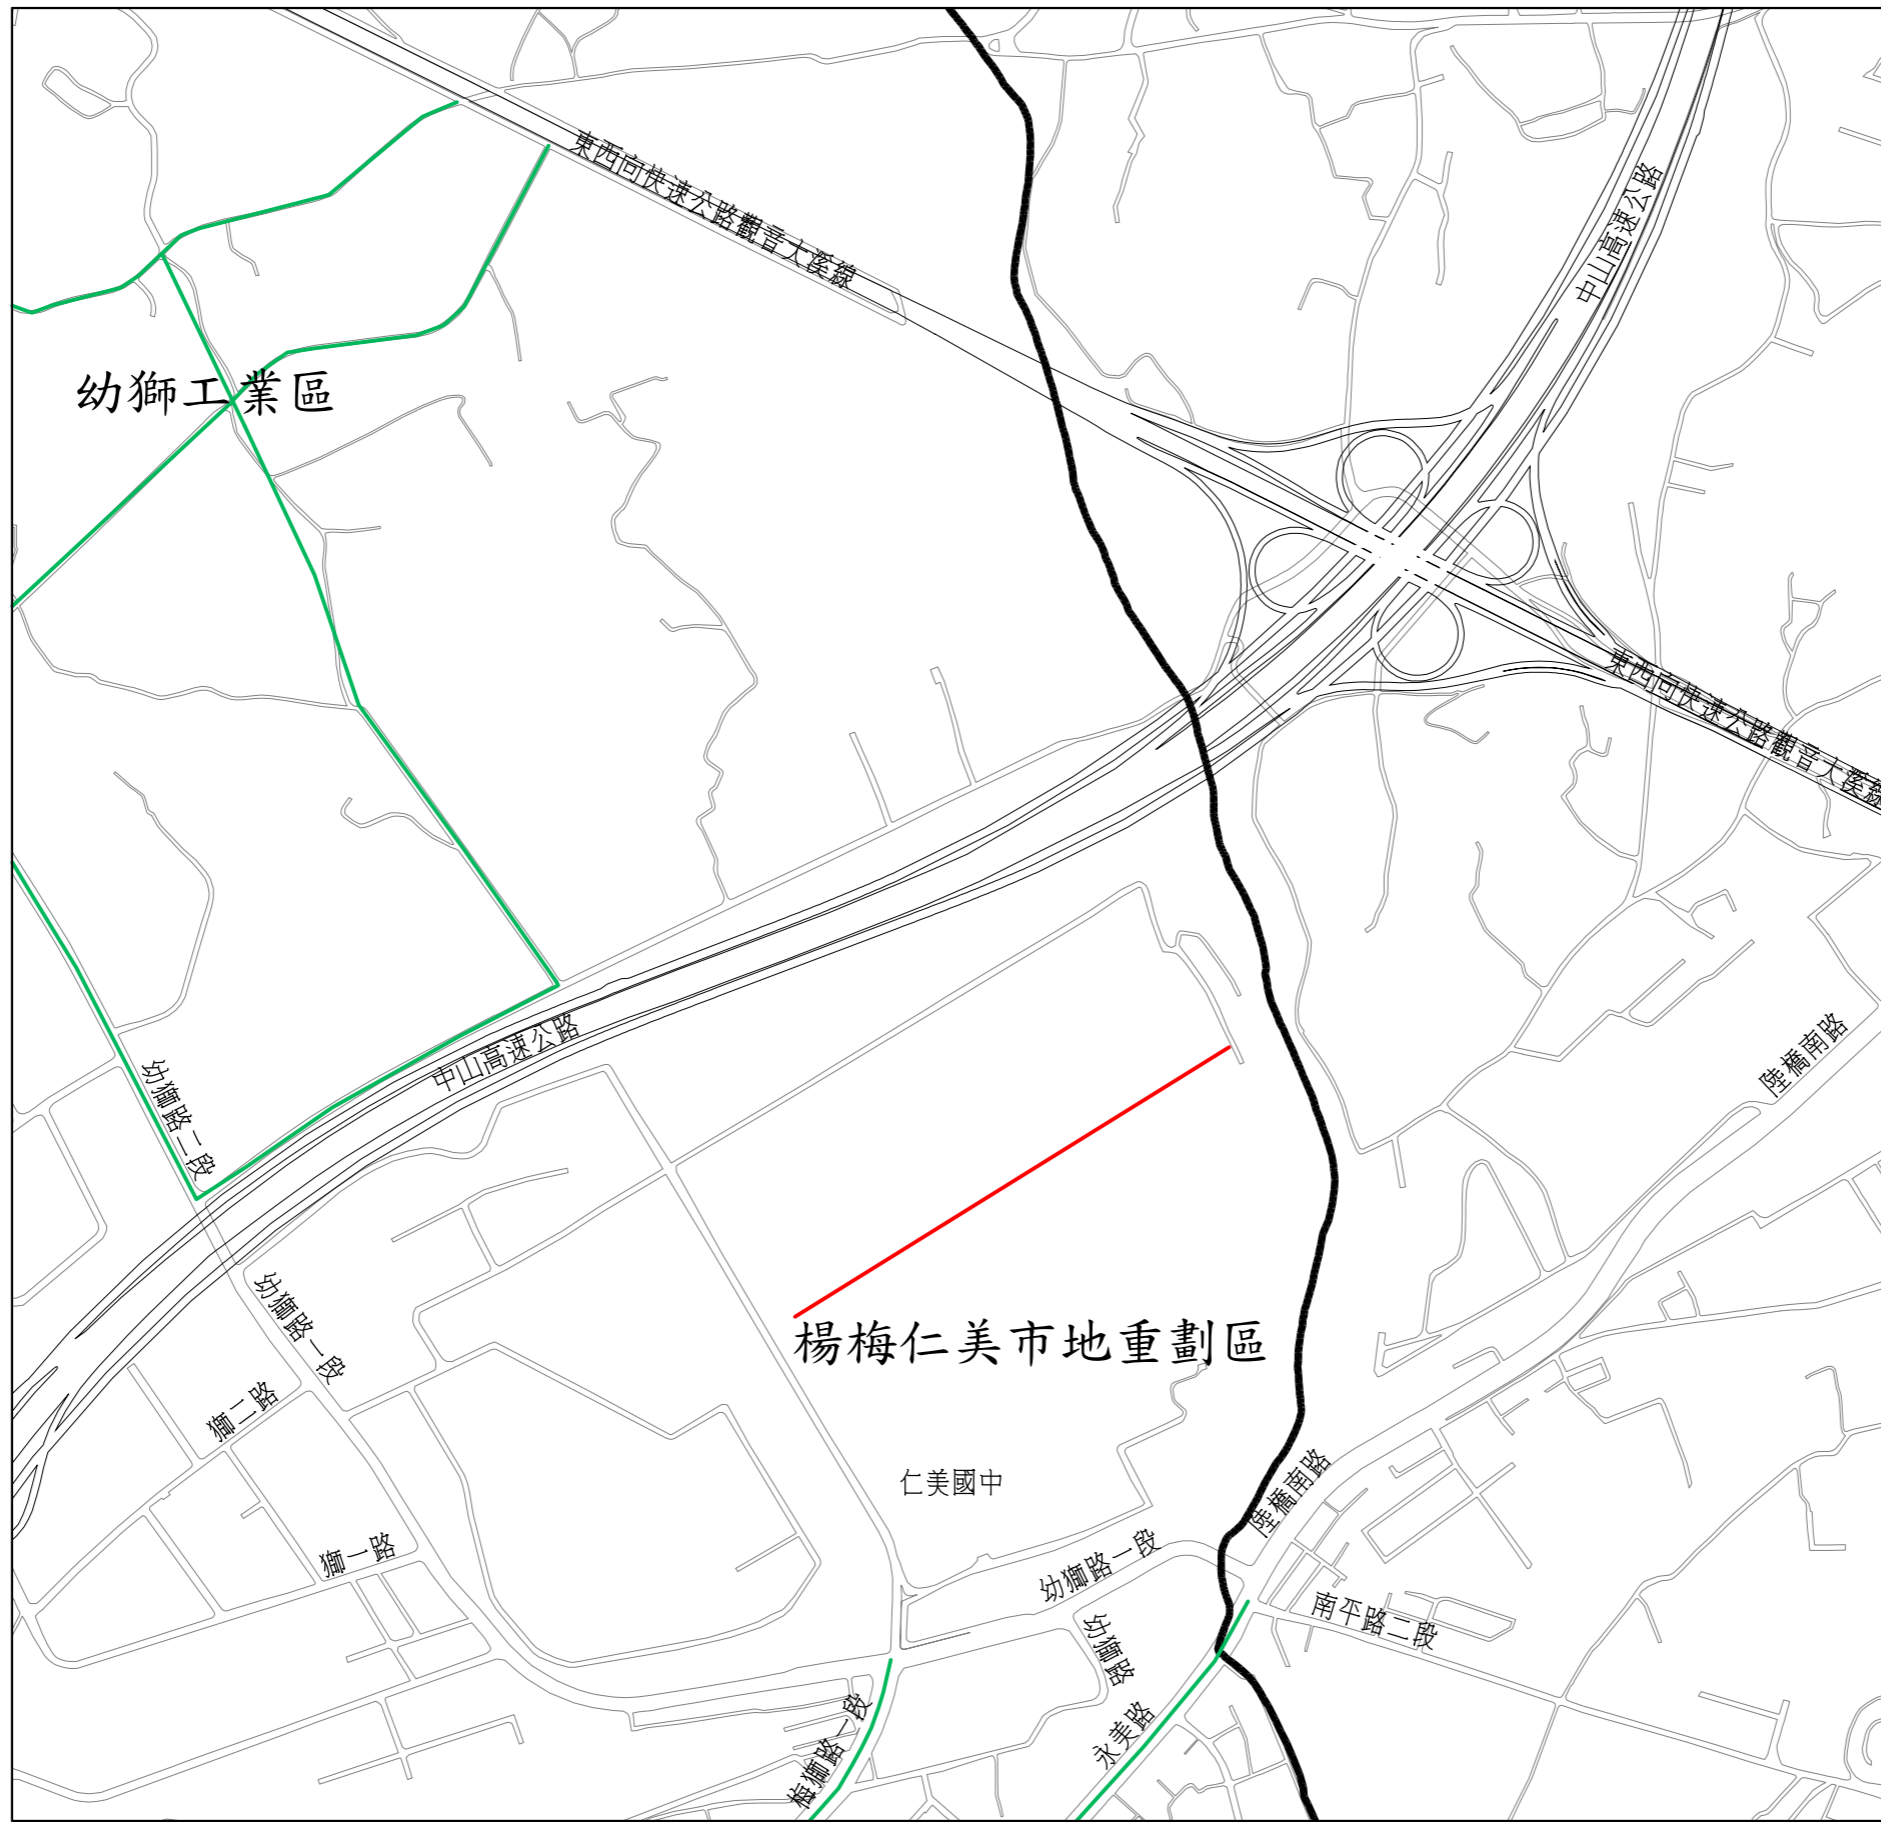 東西向快速公路觀音大溪線
中山高速公路
幼獅工業區
東西向快速公路觀音大溪線
中山高速公路
陸橋南路
幼獅路二段
幼獅路一段
楊梅仁美市地重劃區
獅二路
仁美國中
陸橋南路
獅一路
幼獅路一段
幼獅路
南平路二段
梅獅路一段
永美路